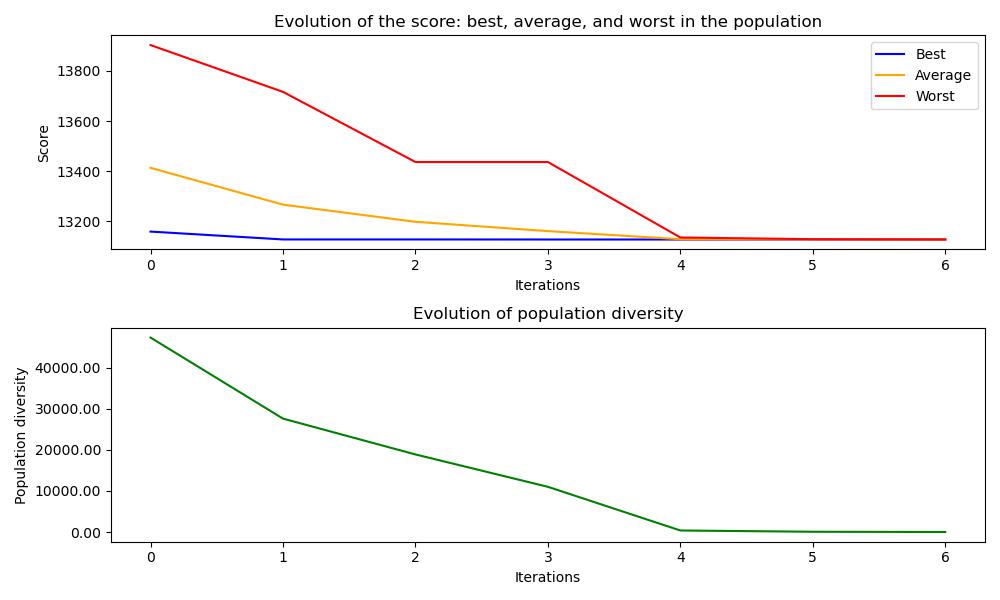 Evolution of the score: best, average, and worst in the population
Score
13800
13600
13400
13200
Best
Average
Worst
0 1 2 3 4 5 6
Iterations
Evolution of population diversity
Population diversity
40000.00
30000.00
20000.00
10000.00
0.00
0 1 2 3 4 5 6
Iterations